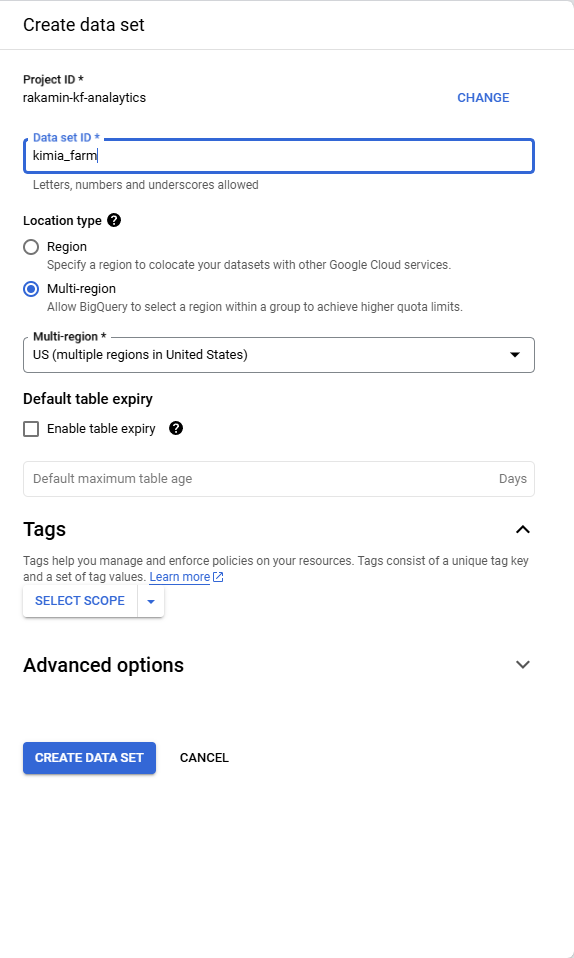 Create data set
Project ID *
rakamin-kf-analaytics
CHANGE
Data set ID *
kimia_farm
Letters, numbers and underscores allowed
Location type
Region
Specify a region to colocate your datasets with other Google Cloud services.
Multi-region
Allow BigQuery to select a region within a group to achieve higher quota limits.
Multi-region *
US (multiple regions in United States)
Default table expiry
Enable table expiry
Default maximum table age
Days
Tags
Tags help you manage and enforce policies on your resources. Tags consist of a unique tag key
and a set of tag values. Learn more
SELECT SCOPE
Advanced options
CREATE DATA SET
CANCEL